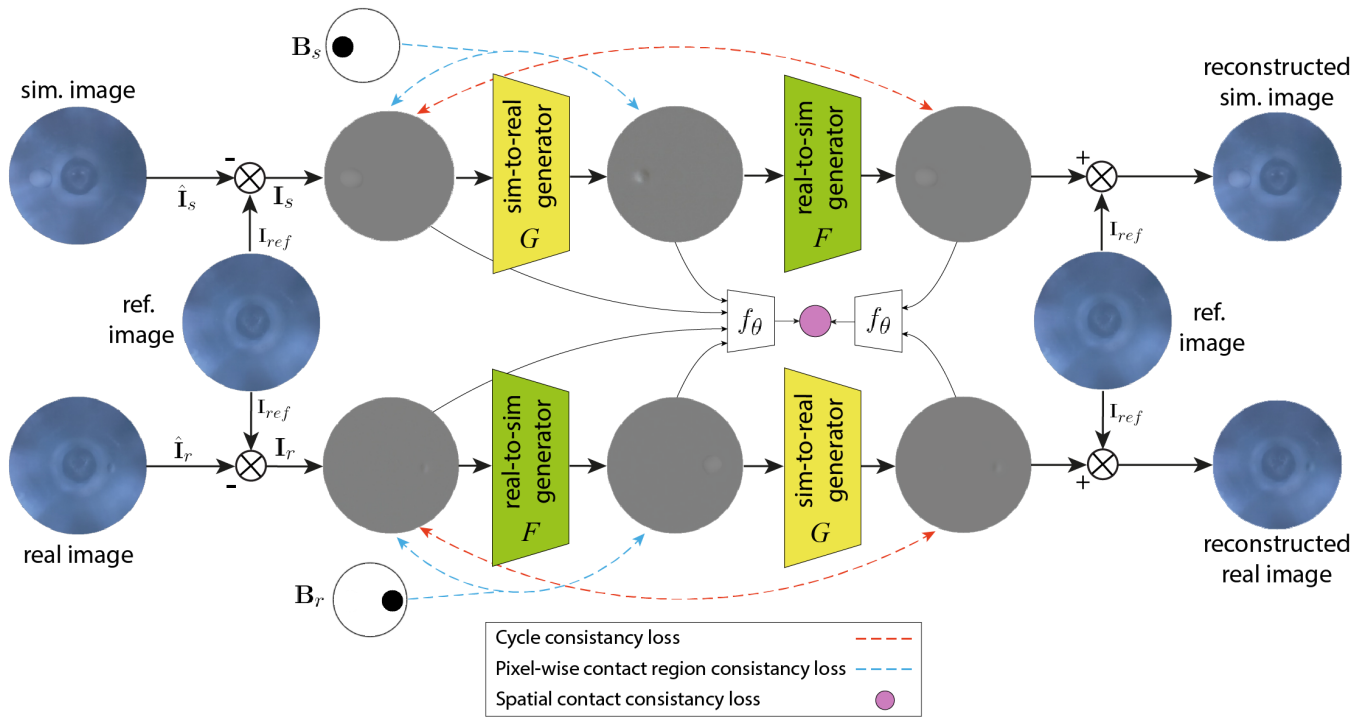 B_s
sim. image
reconstructed
sim. image
-
Î_s
I_s
sim-to-real
generator
G
real-to-sim
generator
F
+
I_ref
I_ref
ref.
image
f_θ
f_θ
ref.
image
I_ref
I_ref
Î_r
I_r
-
real-to-sim
generator
F
sim-to-real
generator
G
+
real image
reconstructed
real image
B_r
Cycle consistancy loss
Pixel-wise contact region consistancy loss
Spatial contact consistancy loss